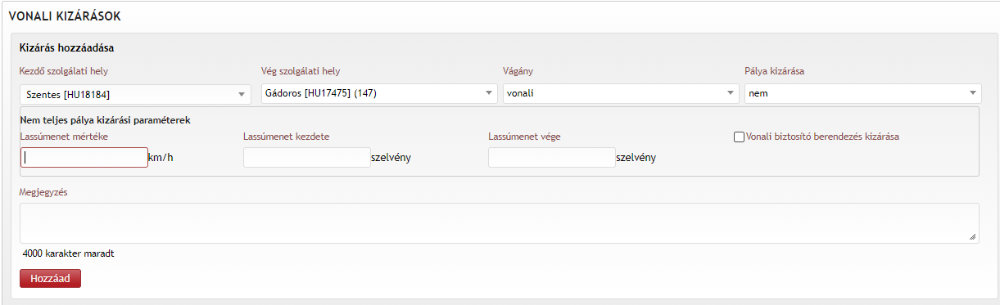 VONALI KIZÁRÁSOK
Kizárás hozzáadása
Kezdő szolgálati hely Vég szolgálati hely Vágány Pálya kizárása
Szentes [HU18184] Gádoros [HU17475] (147) vonali nem
Nem teljes pálya kizárási paraméterek
Lassúmenet mértéke Lassúmenet kezdete Lassúmenet vége Vonali biztosító berendezés kizárása
km/h szelvény szelvény
Megjegyzés
4000 karakter maradt
Hozzáad